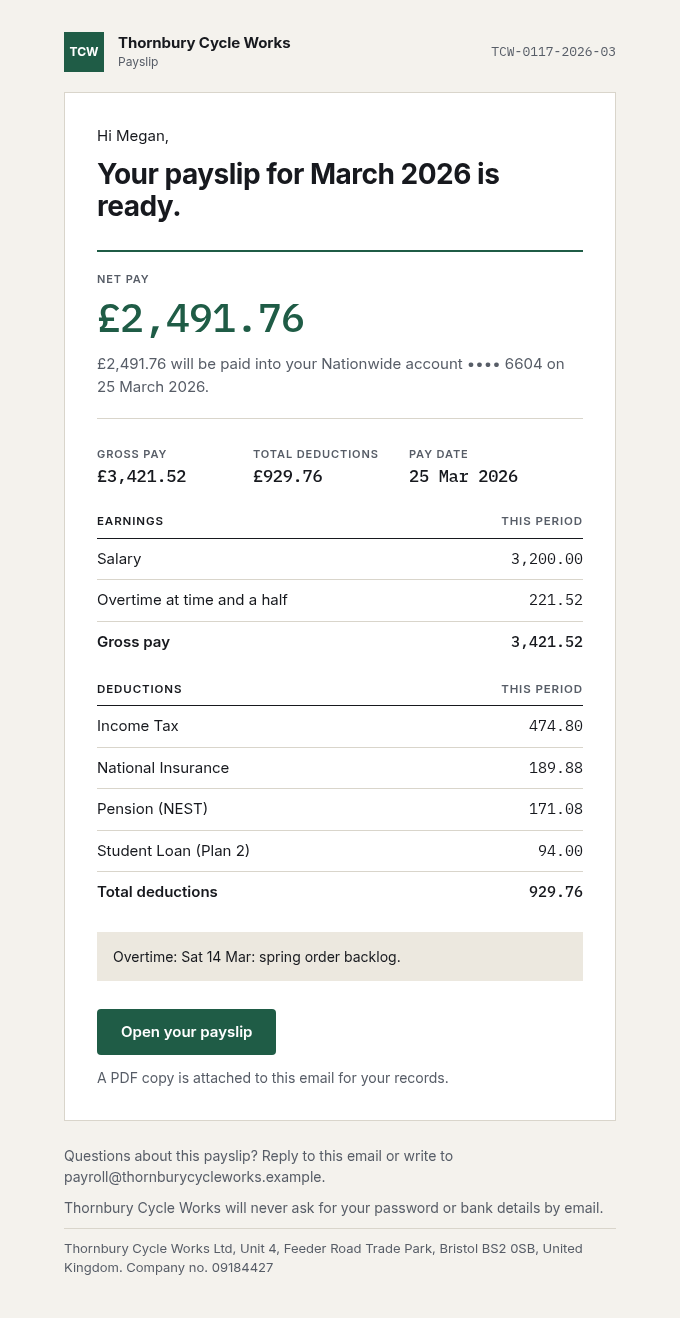 TCW
Thornbury Cycle Works
Payslip
TCW-0117-2026-03
Hi Megan,
Your payslip for March 2026 is
ready.
NET PAY
£2,491.76
£2,491.76 will be paid into your Nationwide account •••• 6604 on
25 March 2026.
GROSS PAY TOTAL DEDUCTIONS PAY DATE
£3,421.52 £929.76 25 Mar 2026
EARNINGS THIS PERIOD
Salary 3,200.00
Overtime at time and a half 221.52
Gross pay 3,421.52
DEDUCTIONS THIS PERIOD
Income Tax 474.80
National Insurance 189.88
Pension (NEST) 171.08
Student Loan (Plan 2) 94.00
Total deductions 929.76
Overtime: Sat 14 Mar: spring order backlog.
Open your payslip
A PDF copy is attached to this email for your records.
Questions about this payslip? Reply to this email or write to
payroll@thornburycycleworks.example.
Thornbury Cycle Works will never ask for your password or bank details by email.
Thornbury Cycle Works Ltd, Unit 4, Feeder Road Trade Park, Bristol BS2 0SB, United
Kingdom. Company no. 09184427